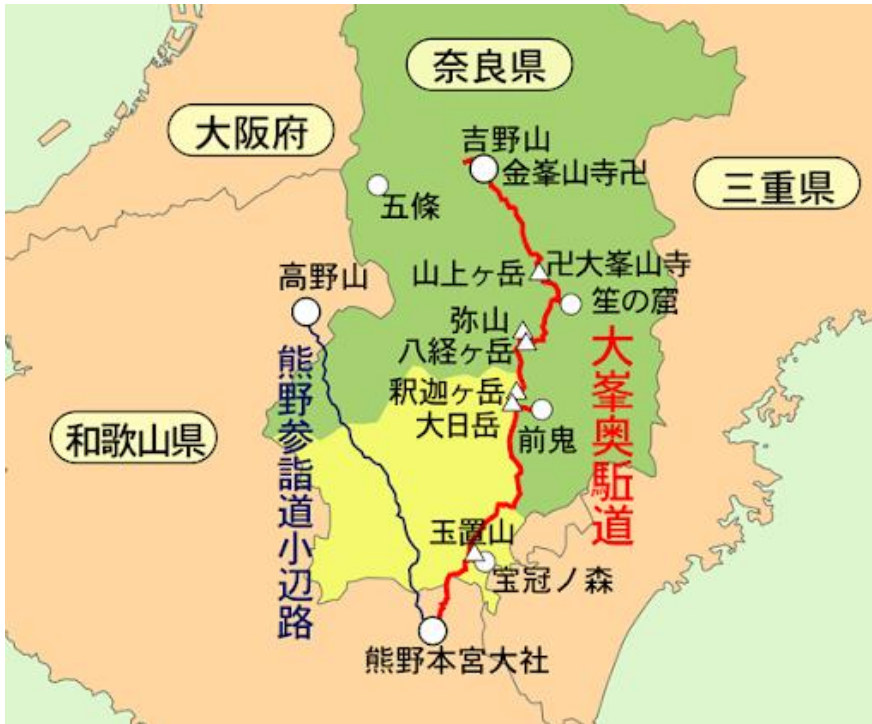 奈良県
大阪府
吉野山
金峯山寺卍
三重県
五條
高野山
山上ヶ岳
卍大峯山寺
笙の窟
弥山
八経ヶ岳
大峯奥駈道
熊野参詣道小辺路
釈迦ヶ岳
大日岳
前鬼
和歌山県
玉置山
宝冠ノ森
熊野本宮大社